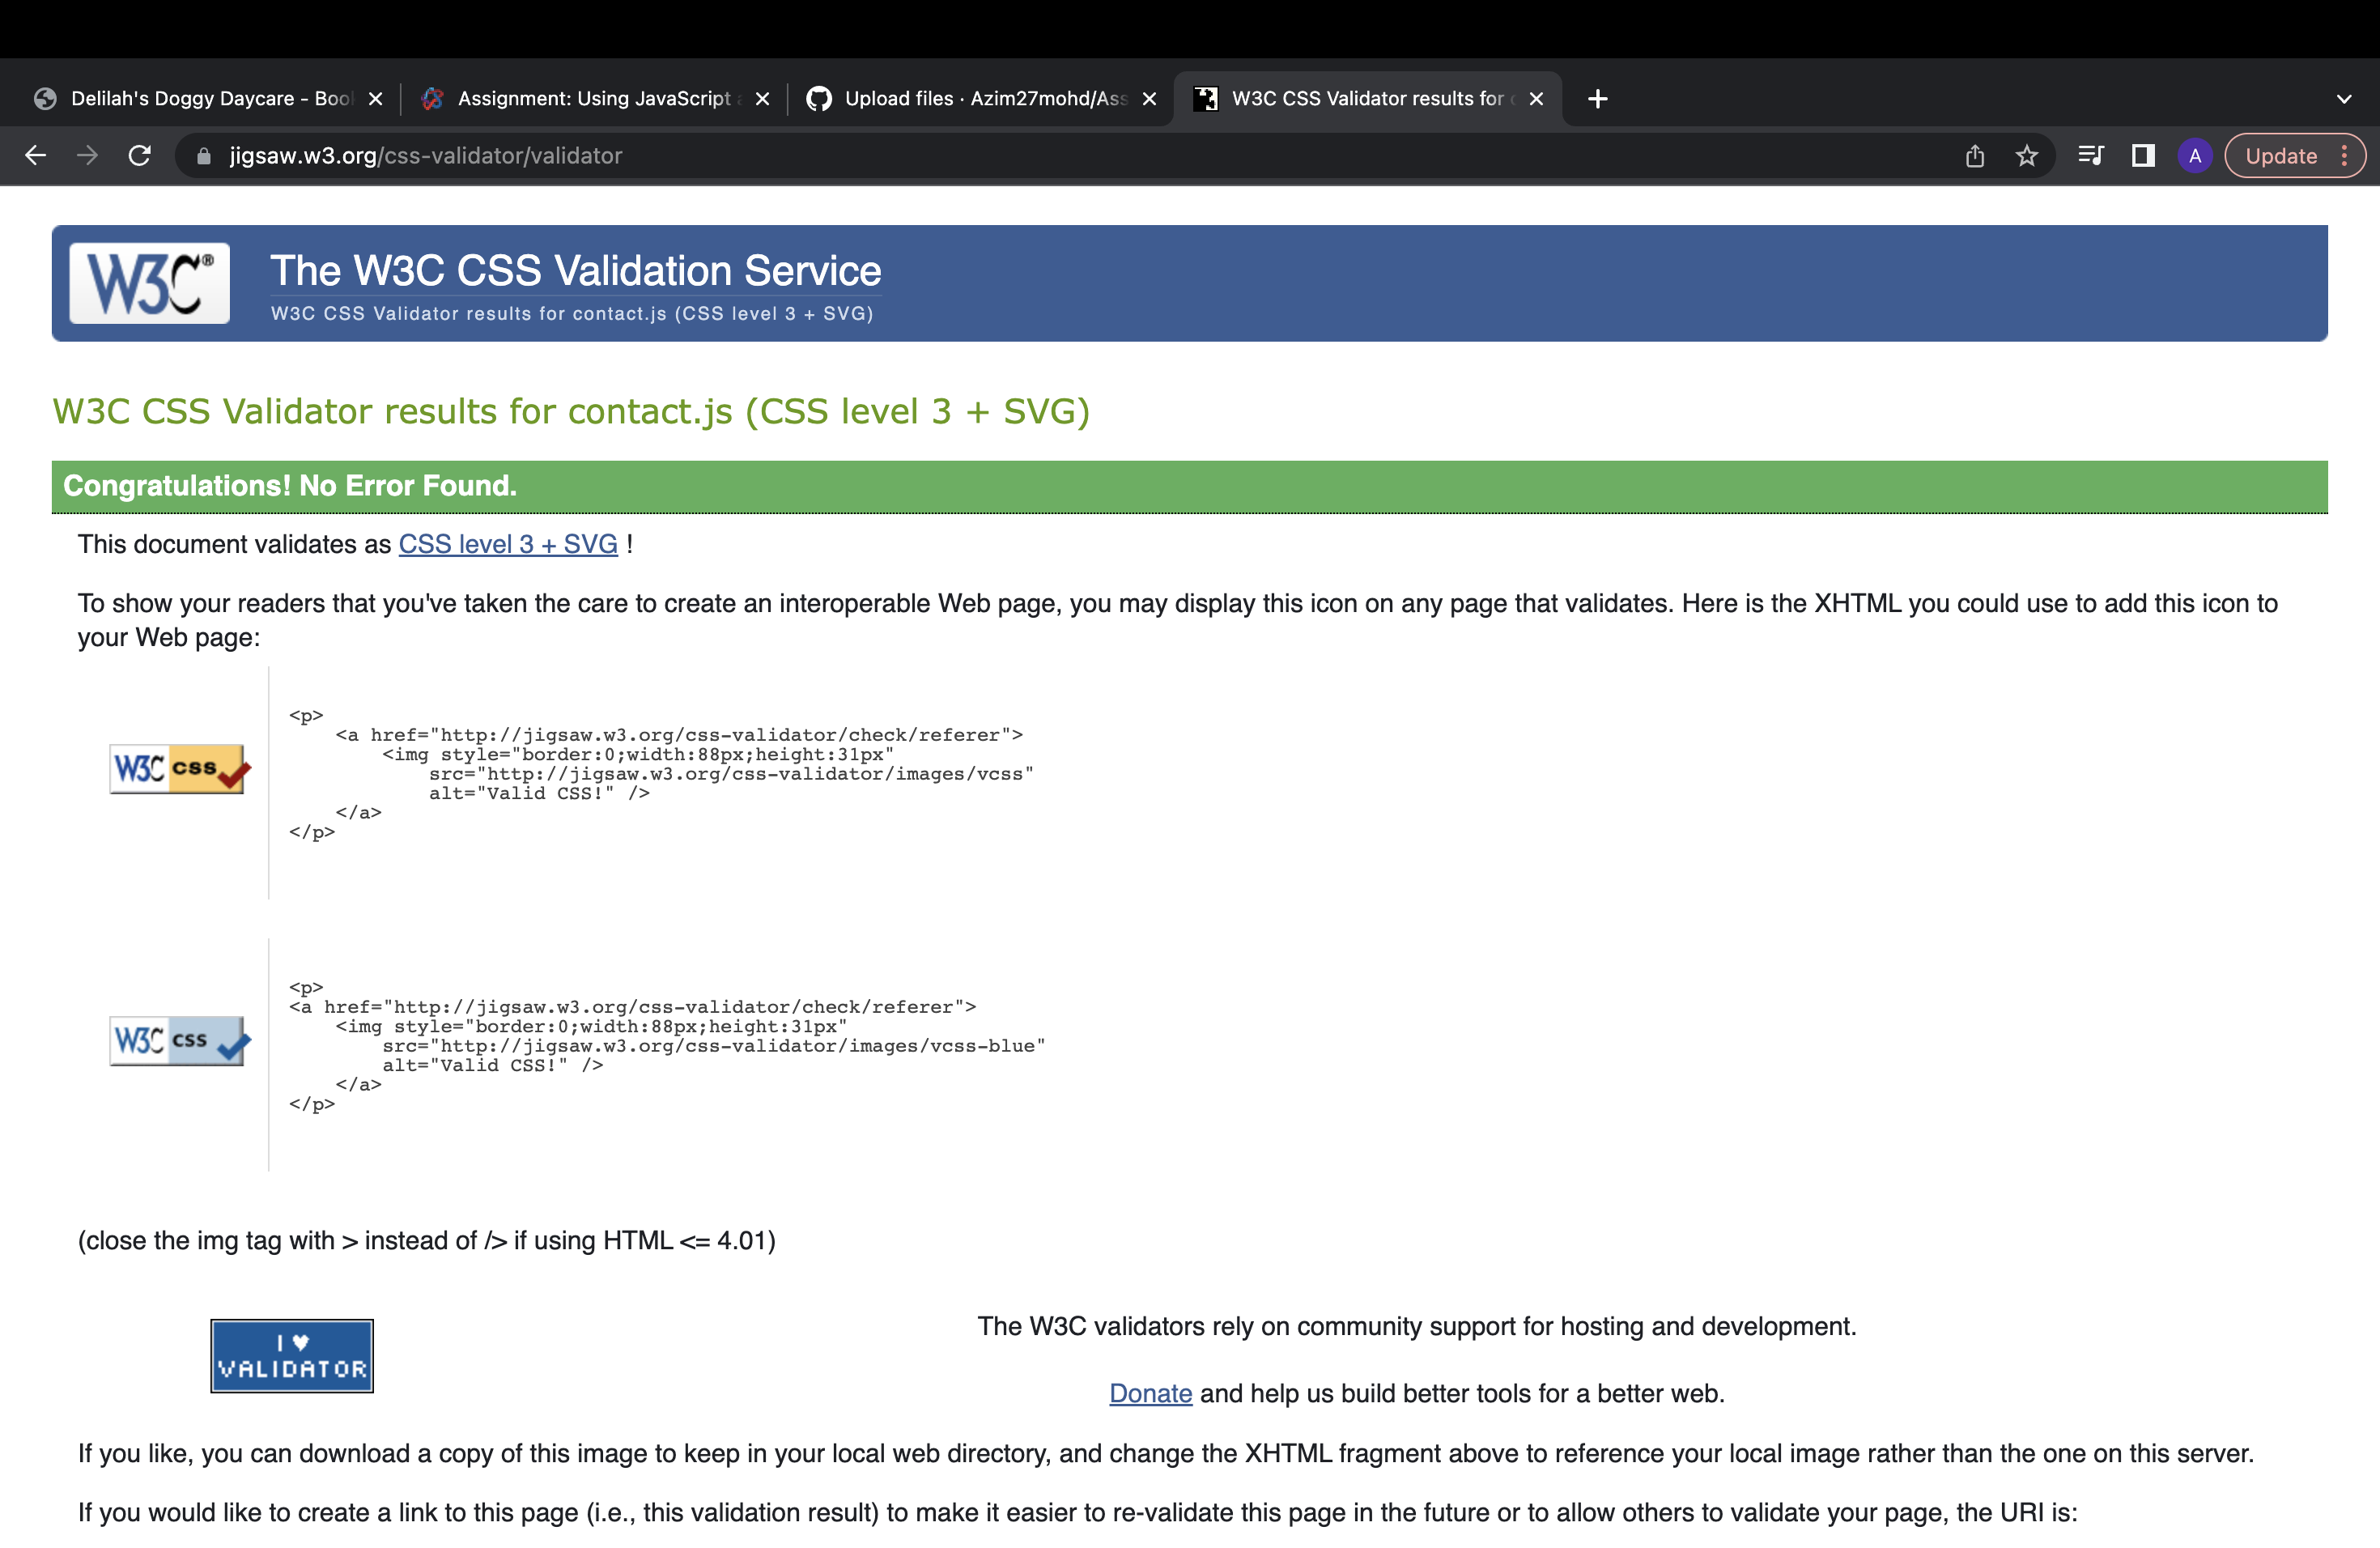 Delilah's Doggy Daycare - Boo
Assignment: Using JavaScript
Upload files · Azim27mohd/Ass
W3C CSS Validator results for
jigsaw.w3.org/css-validator/validator
A
Update
W3C®
The W3C CSS Validation Service
W3C CSS Validator results for contact.js (CSS level 3 + SVG)
W3C CSS Validator results for contact.js (CSS level 3 + SVG)
Congratulations! No Error Found.
This document validates as CSS level 3 + SVG !
To show your readers that you've taken the care to create an interoperable Web page, you may display this icon on any page that validates. Here is the XHTML you could use to add this icon to
your Web page:
W3C css
<p>
<a href="http://jigsaw.w3.org/css-validator/check/referer">
<img style="border:0;width:88px;height:31px"
src="http://jigsaw.w3.org/css-validator/images/vcss"
alt="Valid CSS!" />
</a>
</p>
W3C css
<p>
<a href="http://jigsaw.w3.org/css-validator/check/referer">
<img style="border:0;width:88px;height:31px"
src="http://jigsaw.w3.org/css-validator/images/vcss-blue"
alt="Valid CSS!" />
</a>
</p>
(close the img tag with > instead of /> if using HTML <= 4.01)
I ♥
VALIDATOR
The W3C validators rely on community support for hosting and development.
Donate and help us build better tools for a better web.
If you like, you can download a copy of this image to keep in your local web directory, and change the XHTML fragment above to reference your local image rather than the one on this server.
If you would like to create a link to this page (i.e., this validation result) to make it easier to re-validate this page in the future or to allow others to validate your page, the URI is: